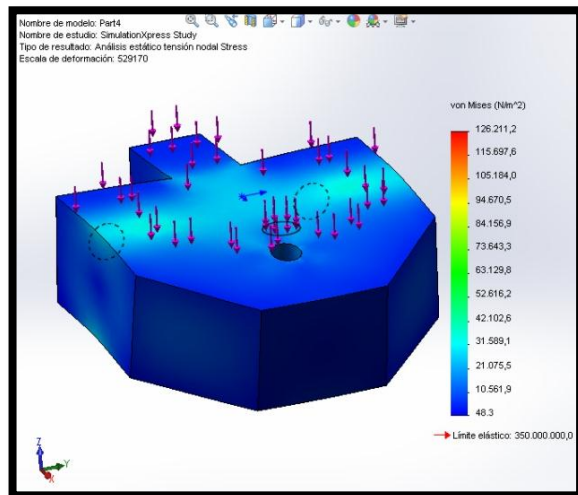 Nombre de modelo: Part4
Nombre de estudio: SimulationXpress Study
Tipo de resultado: Análisis estático tensión nodal Stress
Escala de deformación: 529170
von Mises (N/m^2)
126.211,2
115.697,6
105.184,0
94.670,5
84.156,9
73.643,3
63.129,8
52.616,2
42.102,6
31.589,1
21.075,5
10.561,9
48.3
Límite elástico: 350.000.000,0
Z
Y
X